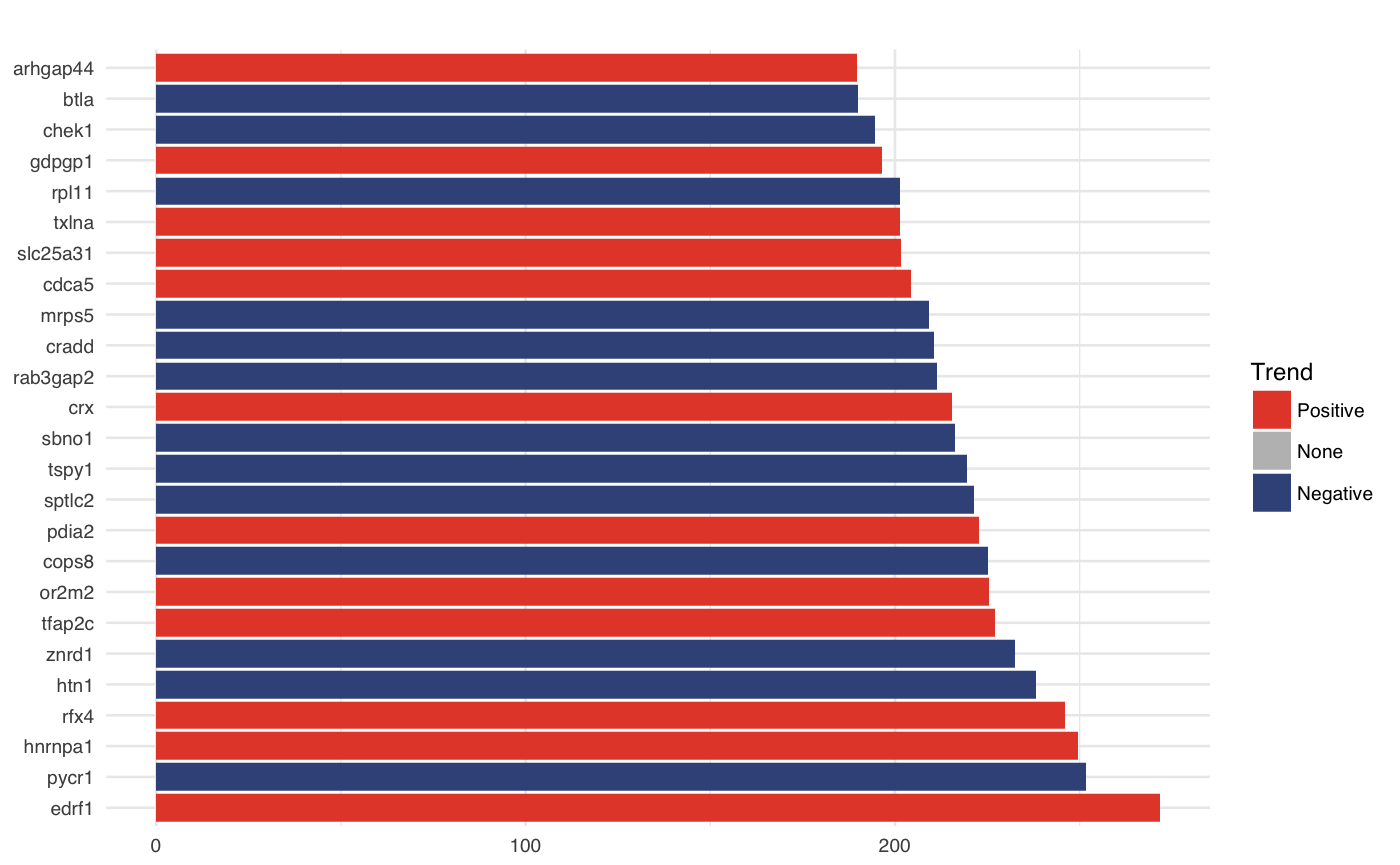 arhgap44
btla
chek1
gdpgp1
rpl11
txlna
slc25a31
cdca5
mrps5
cradd
rab3gap2
crx
sbno1
tspy1
sptlc2
pdia2
cops8
or2m2
tfap2c
znrd1
htn1
rfx4
hnrnpa1
pycr1
edrf1
0 100 200
Trend
Positive
None
Negative